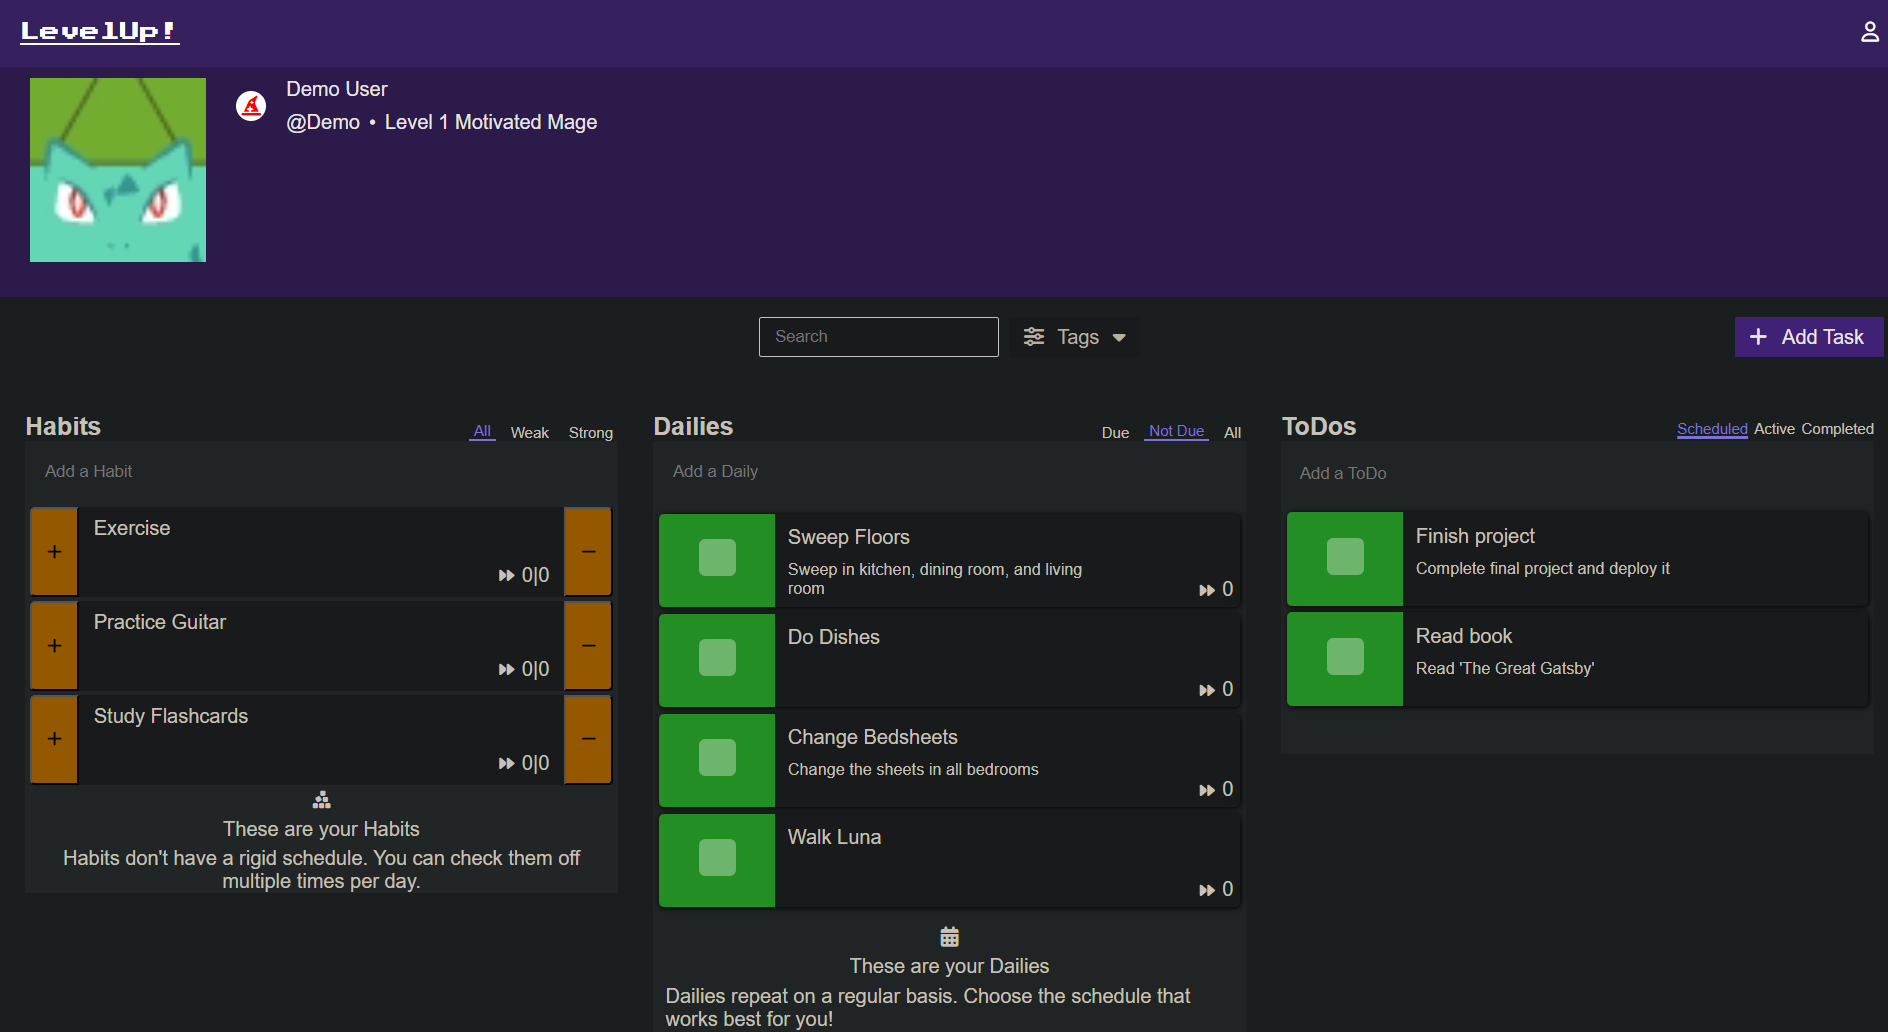 LevelUp!
Demo User
@Demo • Level 1 Motivated Mage
Search
Tags
+ Add Task
Habits
All Weak Strong
Add a Habit
+ Exercise −
0|0
+ Practice Guitar −
0|0
+ Study Flashcards −
0|0
These are your Habits
Habits don't have a rigid schedule. You can check them off
multiple times per day.
Dailies
Due Not Due All
Add a Daily
Sweep Floors
Sweep in kitchen, dining room, and living
room
0
Do Dishes
0
Change Bedsheets
Change the sheets in all bedrooms
0
Walk Luna
0
These are your Dailies
Dailies repeat on a regular basis. Choose the schedule that
works best for you!
ToDos
Scheduled Active Completed
Add a ToDo
Finish project
Complete final project and deploy it
Read book
Read 'The Great Gatsby'